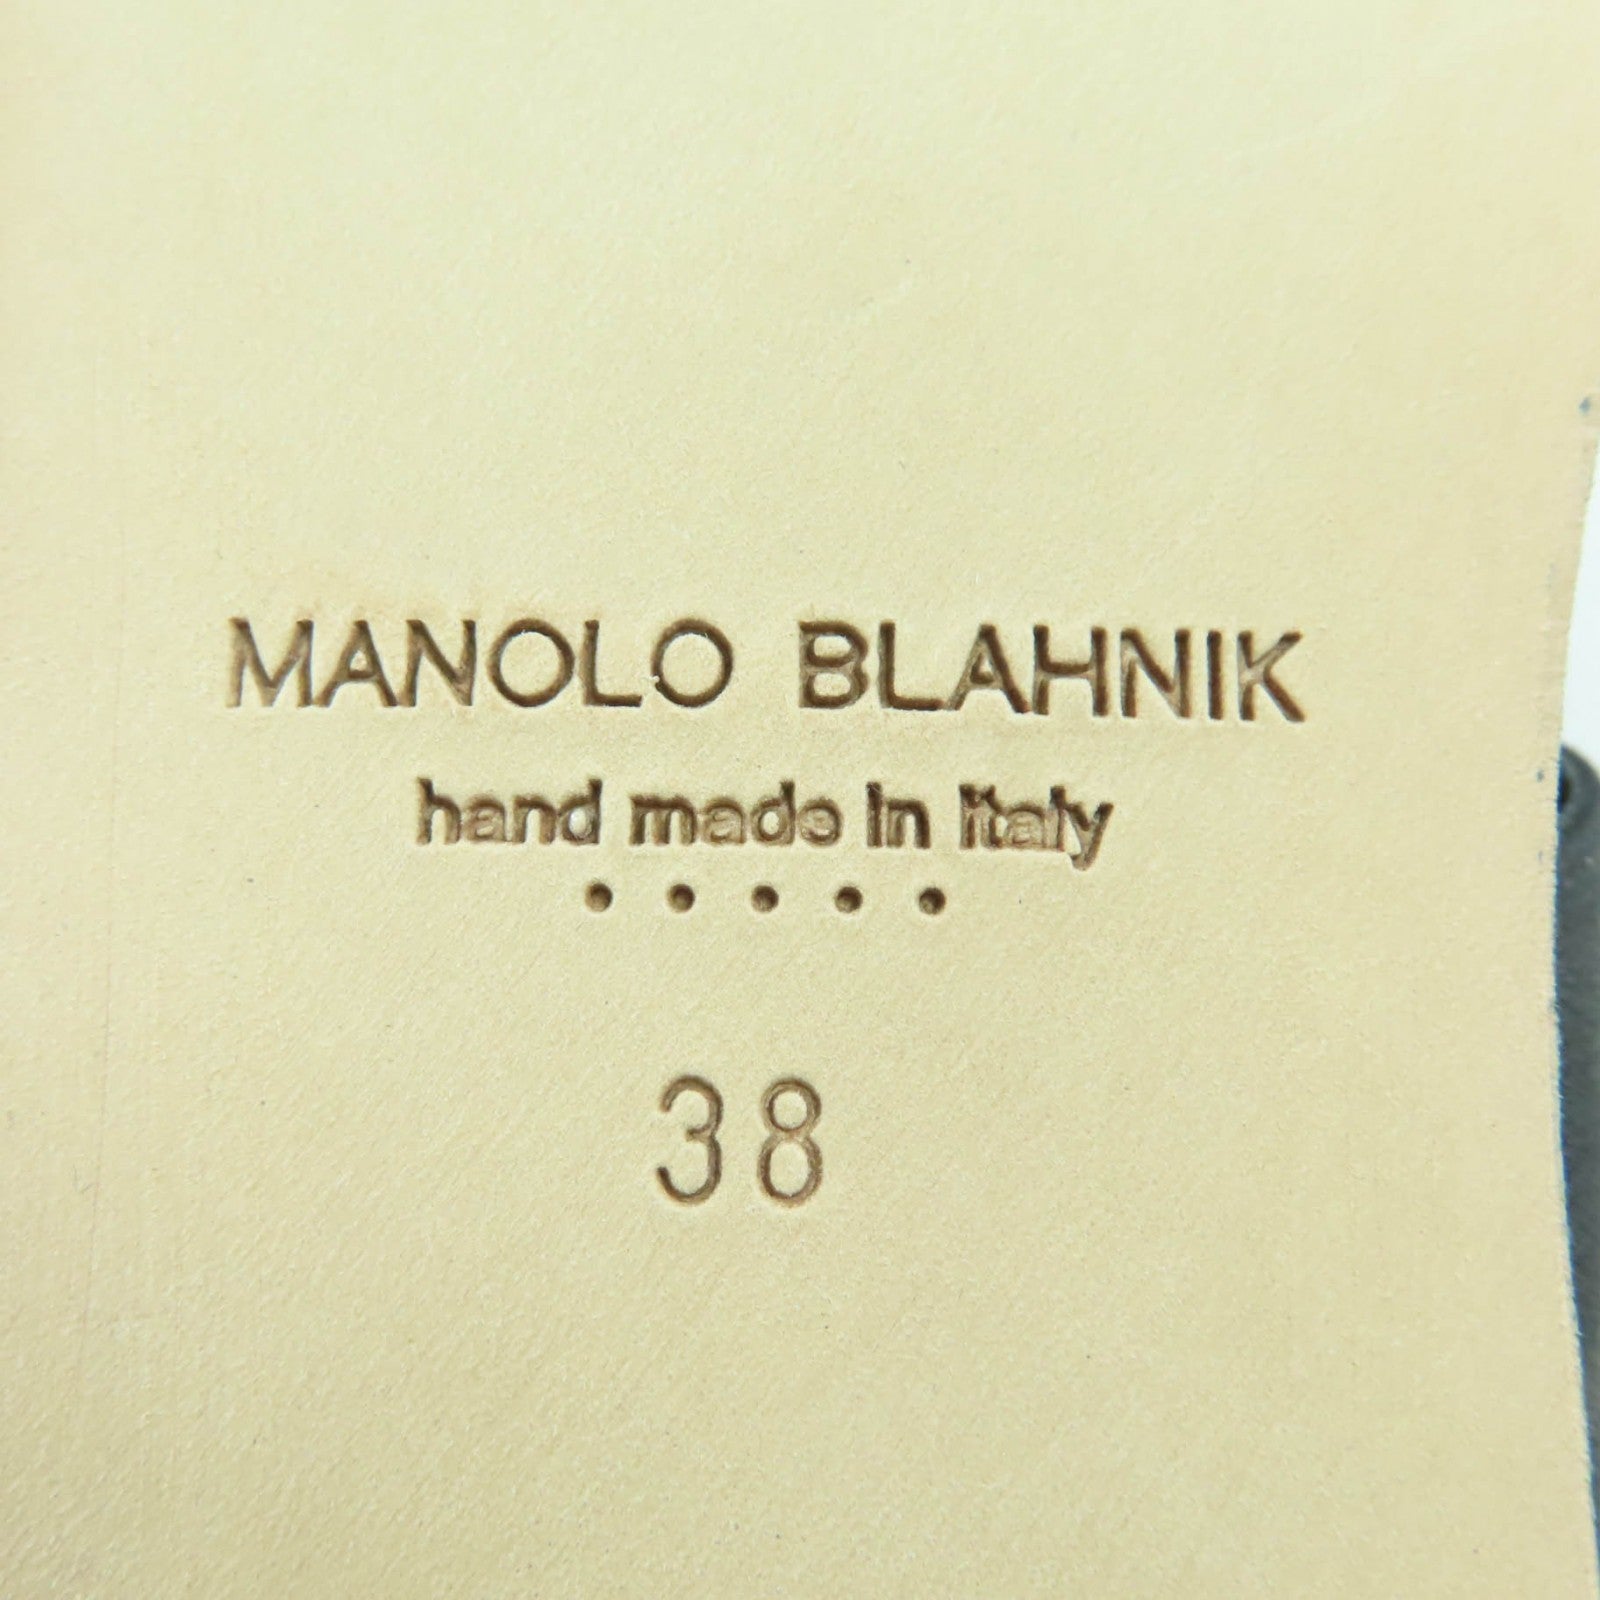 MANOLO BLAHNIK
hand made in italy
• • • • •
38